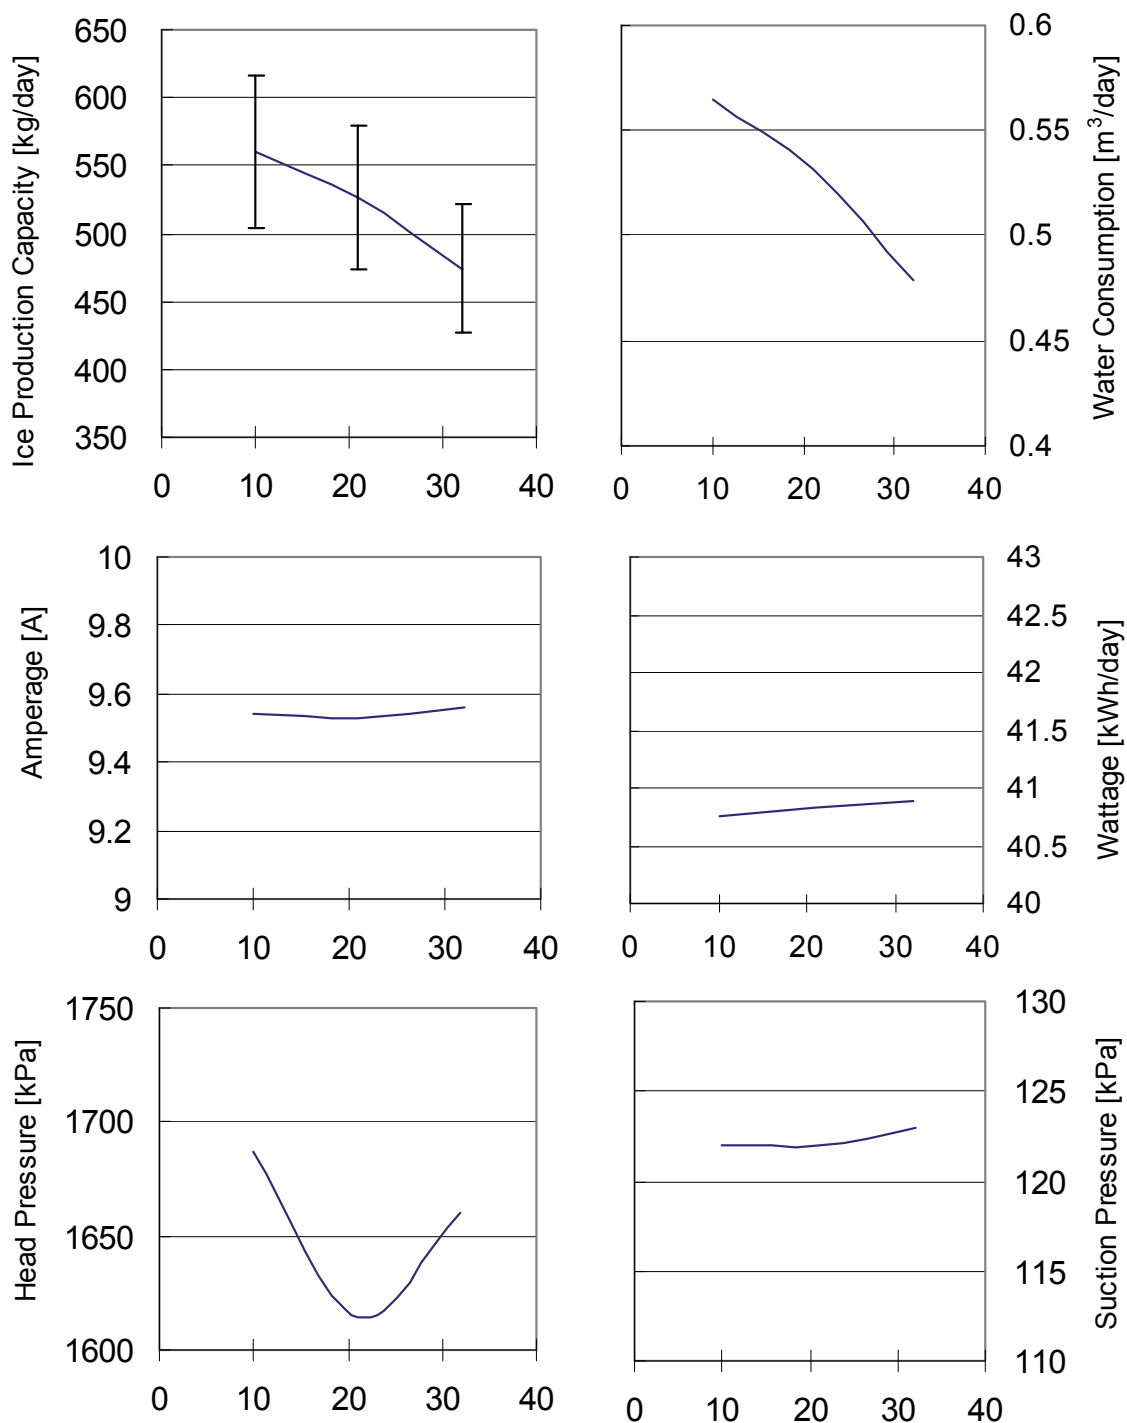 Ice Production Capacity [kg/day]
650
600
550
500
450
400
350
0 10 20 30 40
Water Consumption [m³/day]
0.6
0.55
0.5
0.45
0.4
0 10 20 30 40
Amperage [A]
10
9.8
9.6
9.4
9.2
9
0 10 20 30 40
Wattage [kWh/day]
43
42.5
42
41.5
41
40.5
40
0 10 20 30 40
Head Pressure [kPa]
1750
1700
1650
1600
0 10 20 30 40
Suction Pressure [kPa]
130
125
120
115
110
0 10 20 30 40